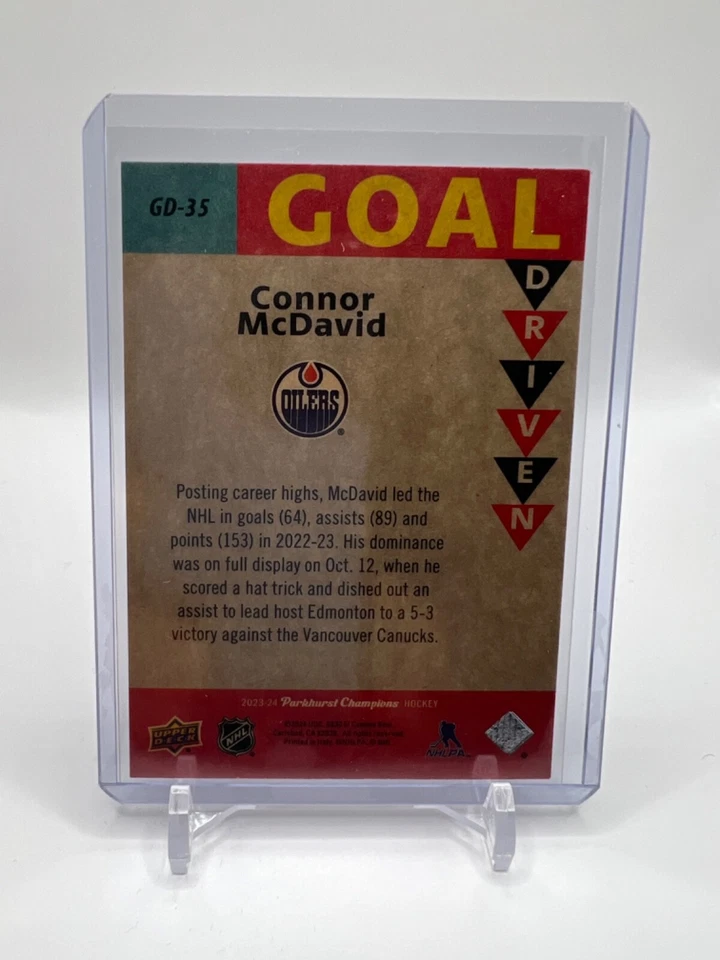 GD-35
GOAL
DRIVEN
Connor
McDavid
OILERS
Posting career highs, McDavid led the
NHL in goals (64), assists (89) and
points (153) in 2022-23. His dominance
was on full display on Oct. 12, when he
scored a hat trick and dished out an
assist to lead host Edmonton to a 5-3
victory against the Vancouver Canucks.
2023-24 Parkhurst Champions HOCKEY
UPPER
DECK
NHL
NHLPA